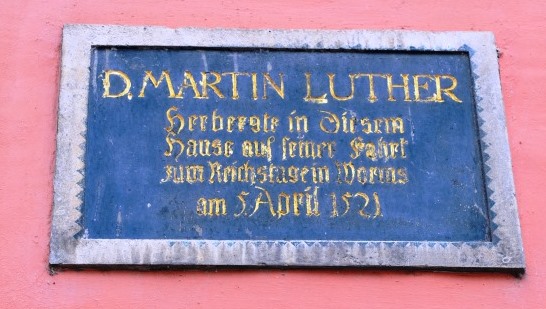 D. MARTIN LUTHER
Herbergte in diesem
Hause auf seiner Fahrt
zum Reichstage in Worms
am 5. April 1521